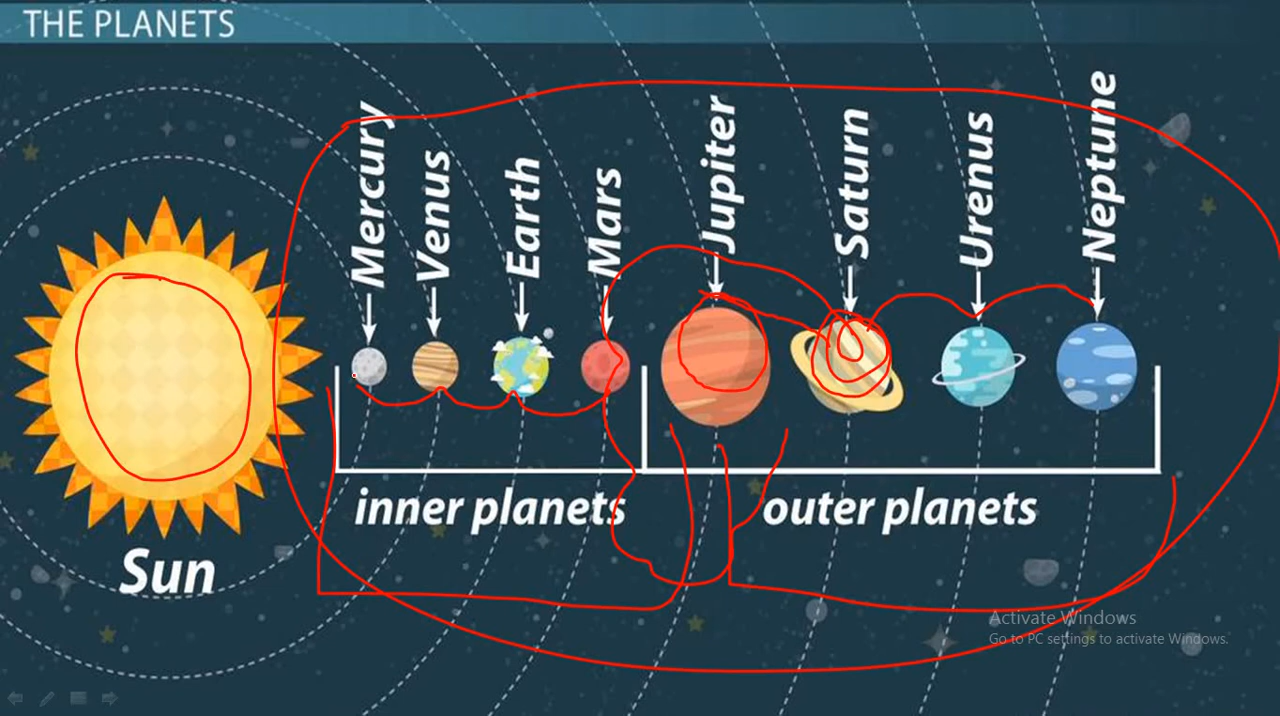 THE PLANETS
Mercury
Venus
Earth
Mars
Jupiter
Saturn
Urenus
Neptune
inner planets
outer planets
Sun
Activate Windows
Go to PC settings to activate Windows.